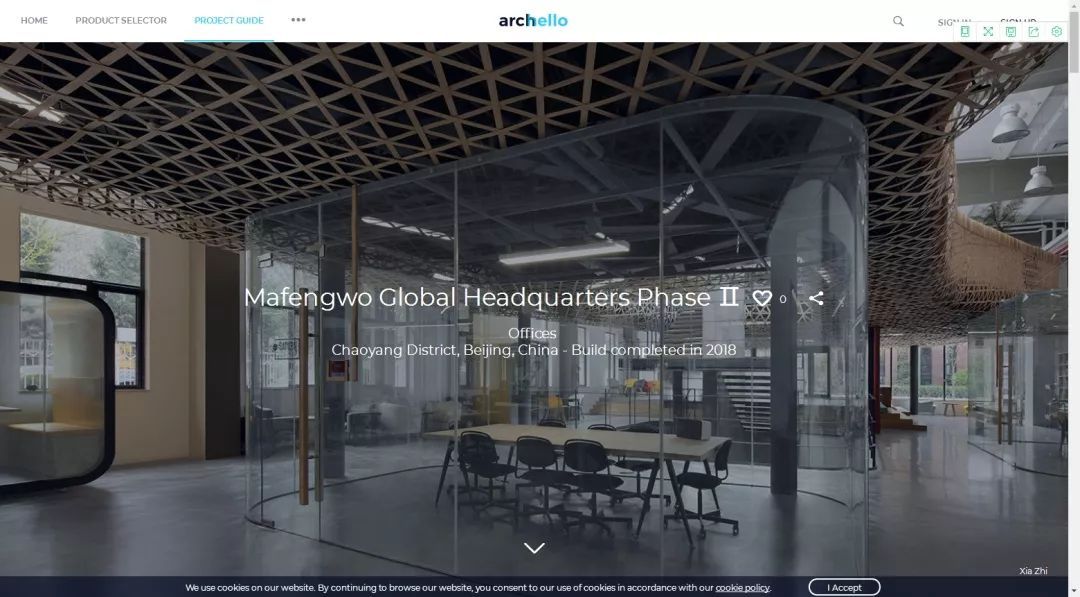 HOME
PRODUCT SELECTOR
PROJECT GUIDE
•••
archello
SIGN IN
SIGN UP
Mafengwo Global Headquarters Phase Ⅱ
0
Offices
Chaoyang District, Beijing, China - Build completed in 2018
Xia Zhi
We use cookies on our website. By continuing to browse our website, you consent to our use of cookies in accordance with our cookie policy.
I Accept